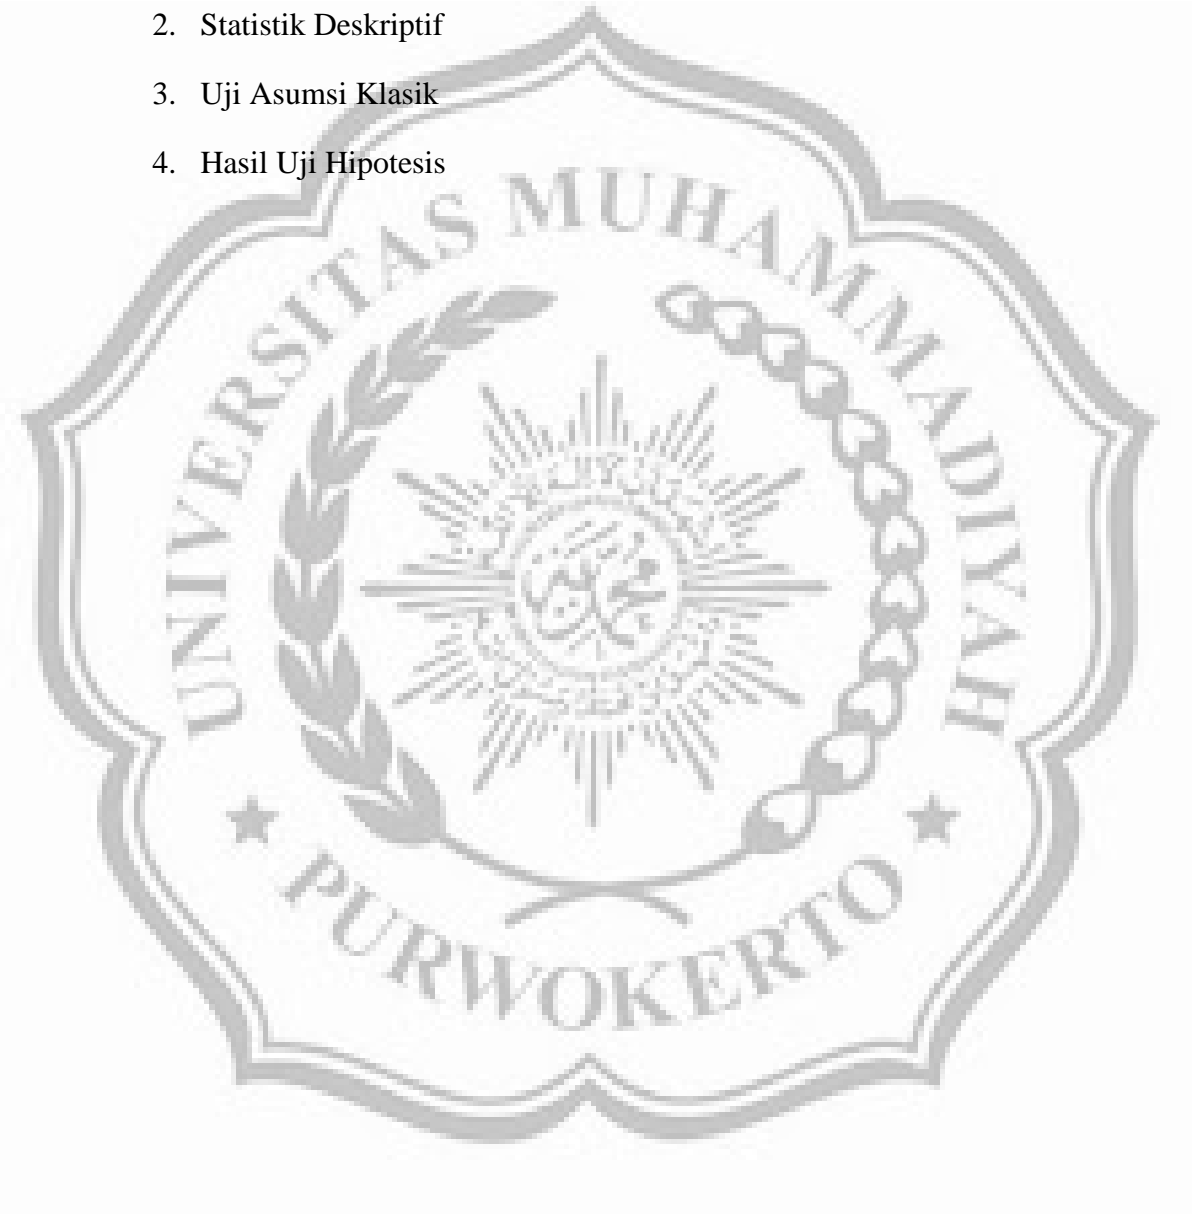 2. Statistik Deskriptif
3. Uji Asumsi Klasik
4. Hasil Uji Hipotesis
UNIVERSITAS MUHAMMADIYAH
PURWOKERTO